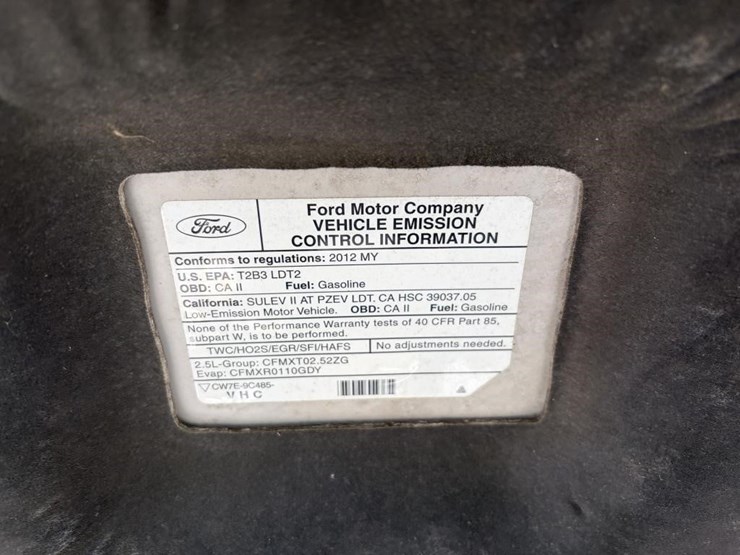 Ford
Ford Motor Company
VEHICLE EMISSION
CONTROL INFORMATION
Conforms to regulations: 2012 MY
U.S. EPA: T2B3 LDT2
OBD: CA II Fuel: Gasoline
California: SULEV II AT PZEV LDT, CA HSC 39037.05
Low-Emission Motor Vehicle. OBD: CA II Fuel: Gasoline
None of the Performance Warranty tests of 40 CFR Part 85,
subpart W, is to be performed.
TWC/HO2S/EGR/SFI/HAFS No adjustments needed.
2.5L-Group: CFMXT02.52ZG
Evap: CFMXR0110GDY
CW7E-9C485-
V H C